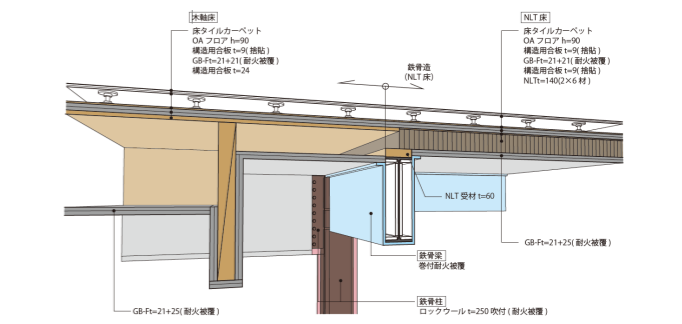 木軸床
床タイルカーペット
OA フロア h=90
構造用合板 t=9( 捨貼 )
GB-Ft=21+21( 耐火被覆 )
構造用合板 t=24
NLT 床
床タイルカーペット
OA フロア h=90
構造用合板 t=9( 捨貼 )
GB-Ft=21+21( 耐火被覆 )
構造用合板 t=9( 捨貼 )
NLTt=140(2×6 材 )
鉄骨造
（NLT 床）
NLT 受材 t=60
GB-Ft=21+25( 耐火被覆 )
鉄骨梁
巻付耐火被覆
鉄骨柱
ロックウール t=250 吹付 ( 耐火被覆 )
GB-Ft=21+25( 耐火被覆 )